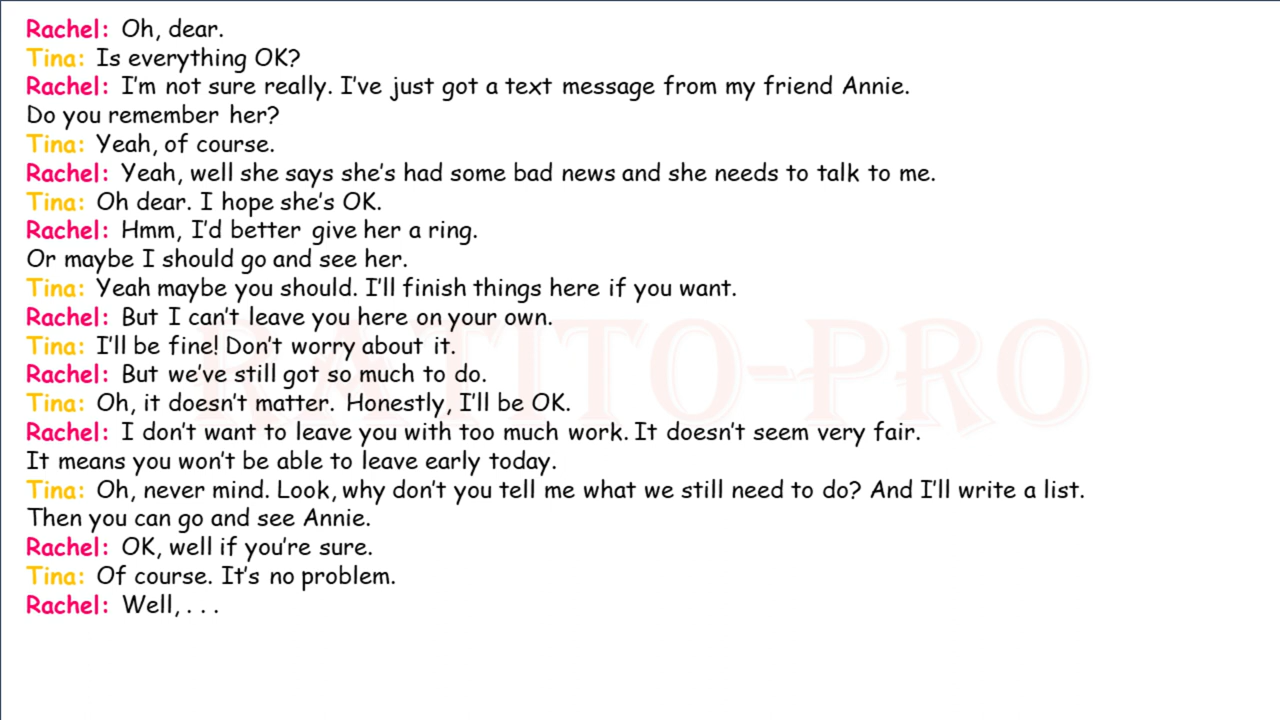 Rachel: Oh, dear.
Tina: Is everything OK?
Rachel: I'm not sure really. I've just got a text message from my friend Annie.
Do you remember her?
Tina: Yeah, of course.
Rachel: Yeah, well she says she's had some bad news and she needs to talk to me.
Tina: Oh dear. I hope she's OK.
Rachel: Hmm, I'd better give her a ring.
Or maybe I should go and see her.
Tina: Yeah maybe you should. I'll finish things here if you want.
Rachel: But I can't leave you here on your own.
Tina: I'll be fine! Don't worry about it.
Rachel: But we've still got so much to do.
Tina: Oh, it doesn't matter. Honestly, I'll be OK.
Rachel: I don't want to leave you with too much work. It doesn't seem very fair.
It means you won't be able to leave early today.
Tina: Oh, never mind. Look, why don't you tell me what we still need to do? And I'll write a list.
Then you can go and see Annie.
Rachel: OK, well if you're sure.
Tina: Of course. It's no problem.
Rachel: Well, . . .
RATITO-PRO